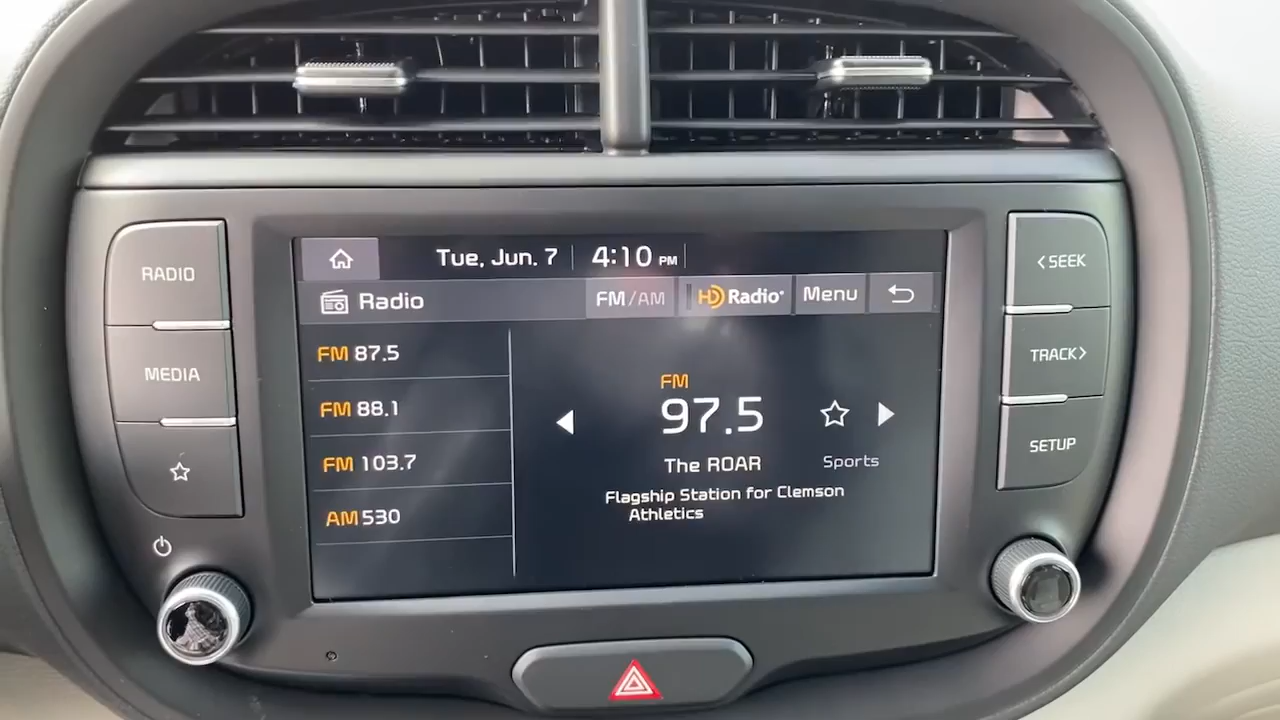 Tue, Jun. 7 4:10 PM
Radio FM/AM HD Radio Menu
FM 87.5
FM 88.1
FM 103.7
AM 530
FM
97.5
The ROAR Sports
Flagship Station for Clemson
Athletics
RADIO
MEDIA
<SEEK
TRACK>
SETUP